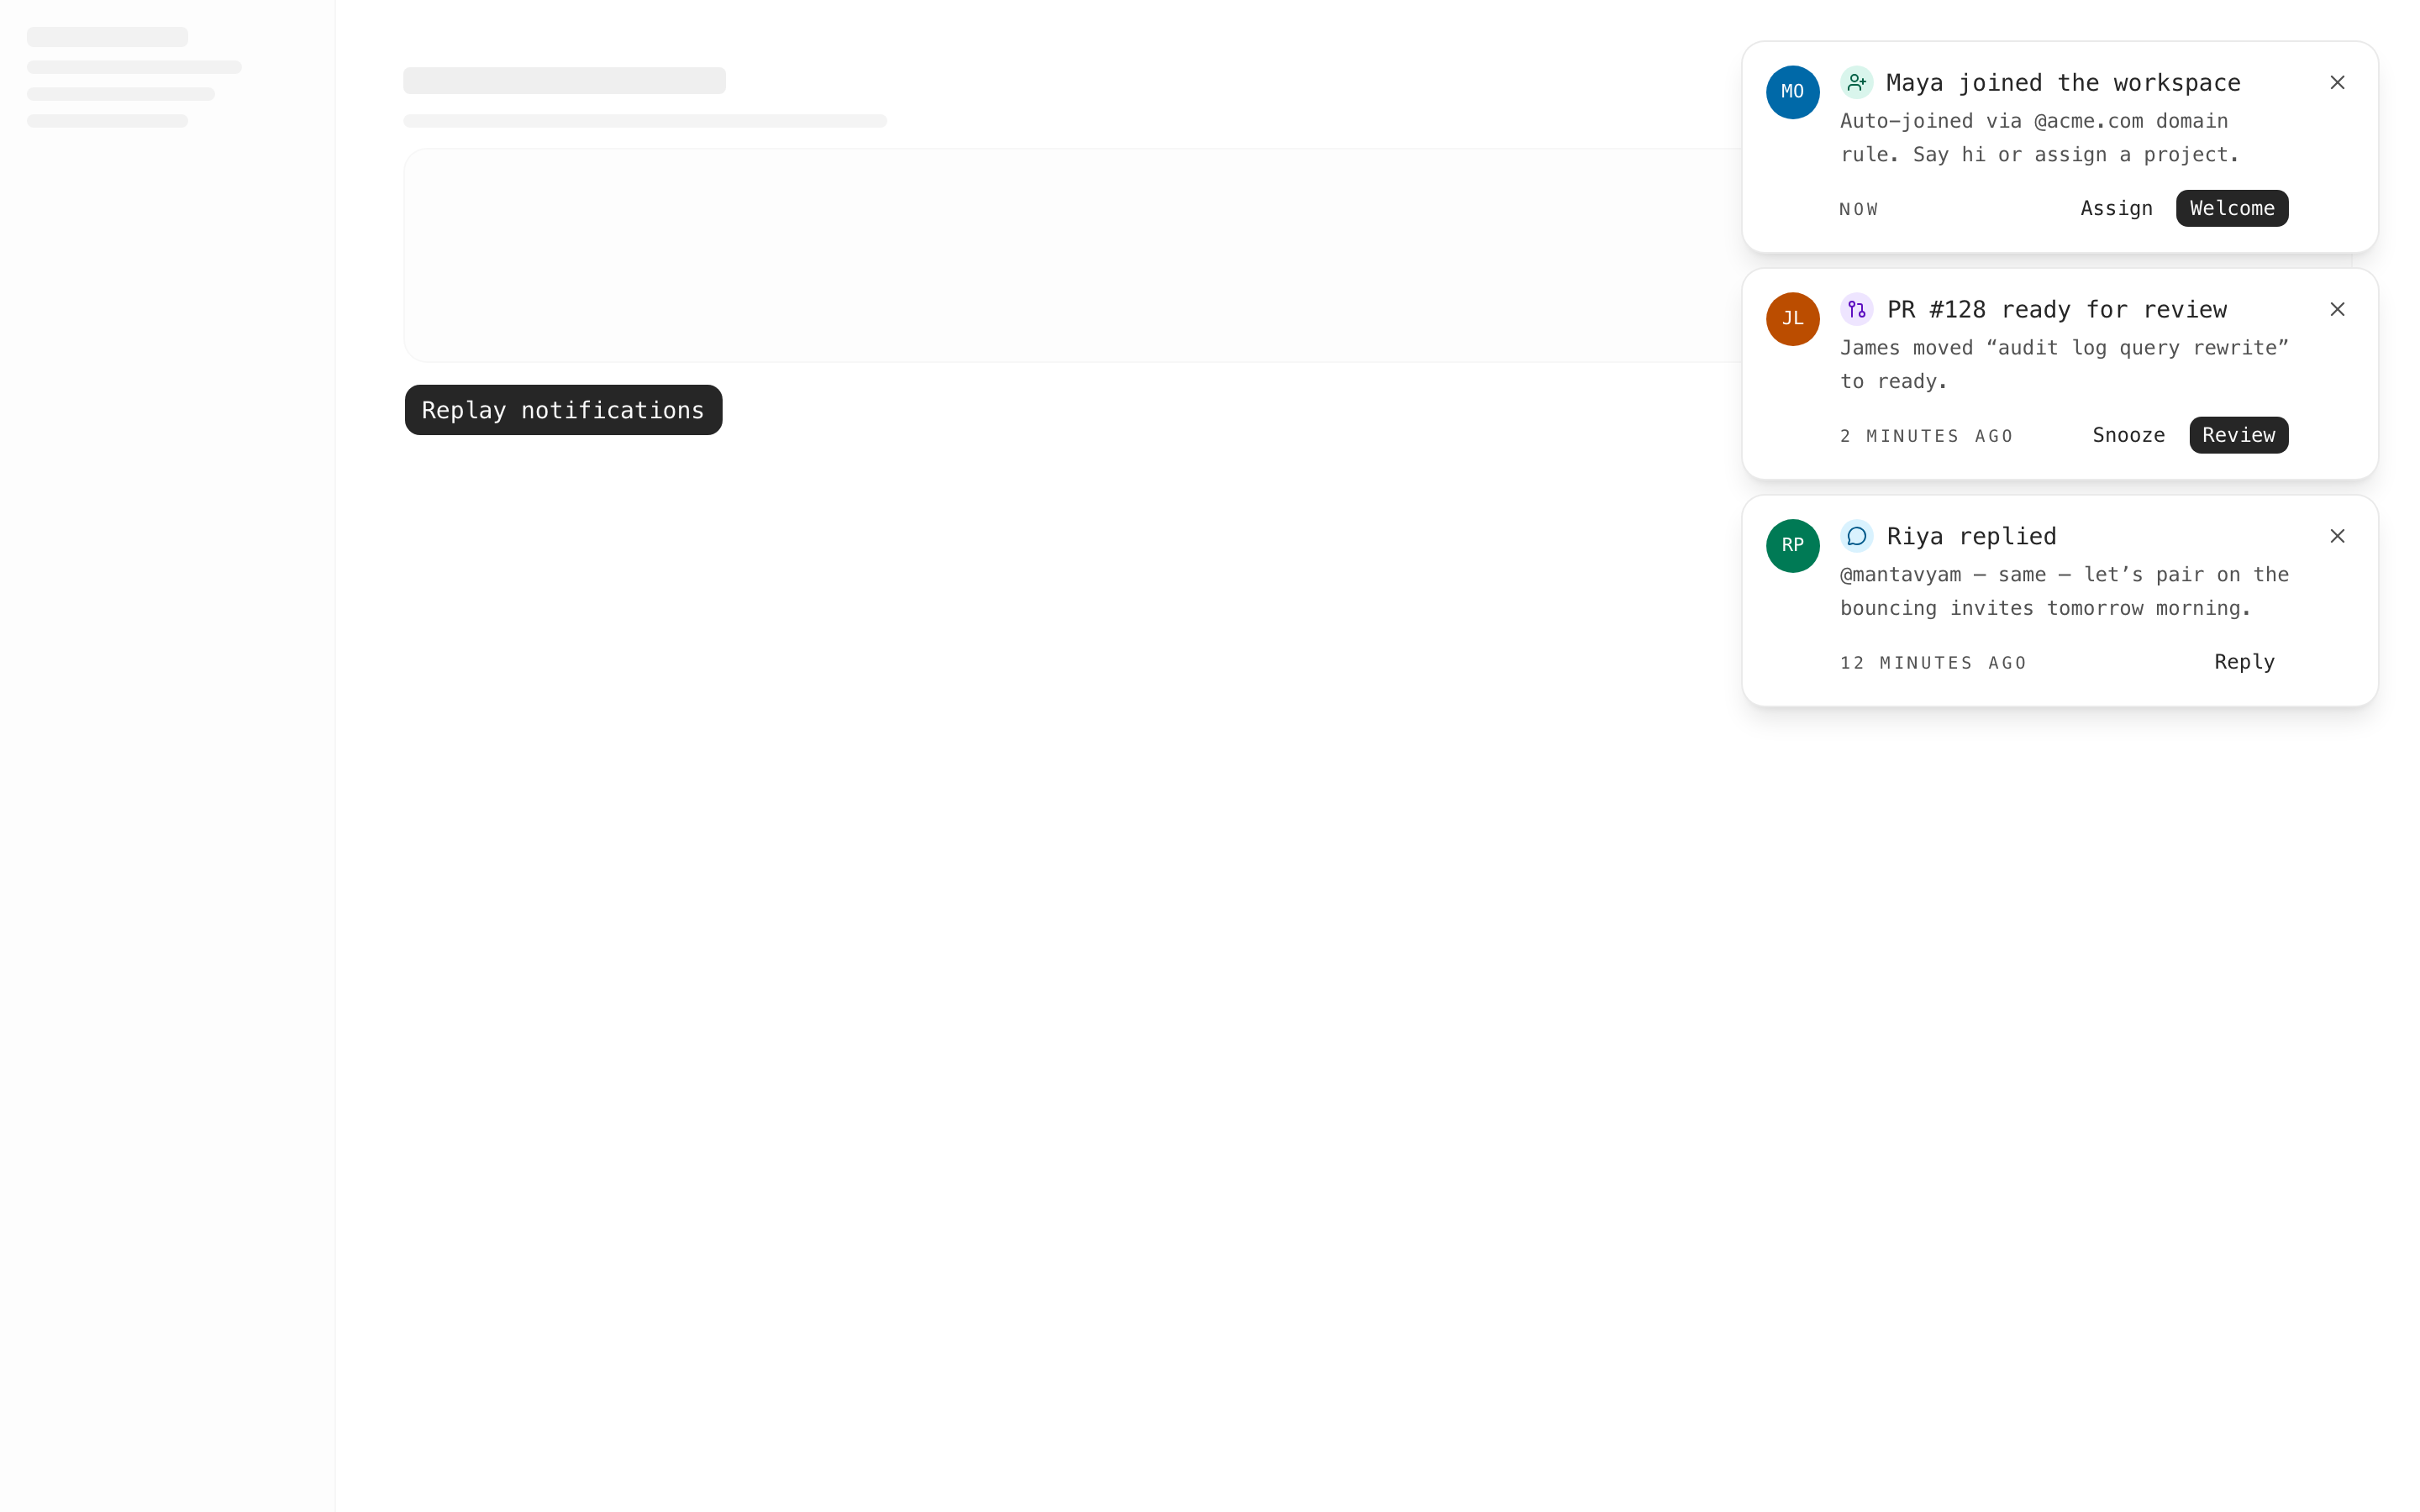 MO
Maya joined the workspace
Auto-joined via @acme.com domain
rule. Say hi or assign a project.
NOW
Assign
Welcome
JL
PR #128 ready for review
James moved “audit log query rewrite”
to ready.
2 MINUTES AGO
Snooze
Review
Replay notifications
RP
Riya replied
@mantavyam — same — let’s pair on the
bouncing invites tomorrow morning.
12 MINUTES AGO
Reply